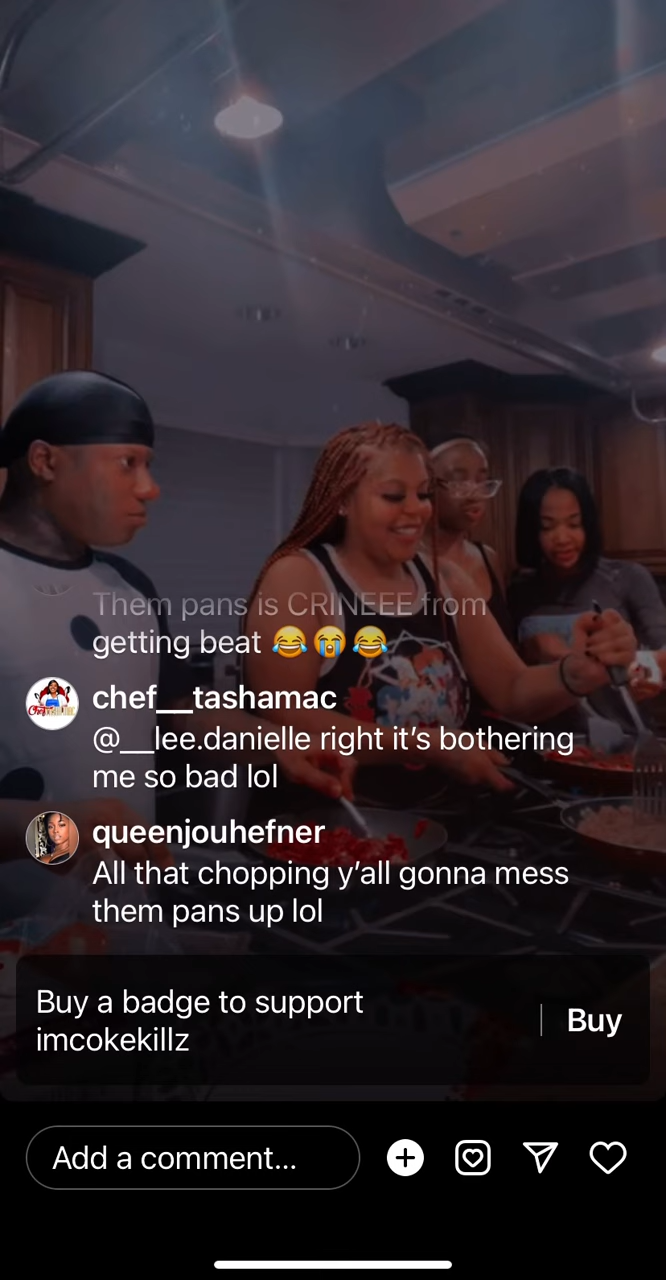 Them pans is CRINEEE from
getting beat 😂😭😂
chef__tashamac
@__lee.danielle right it’s bothering
me so bad lol
queenjouhefner
All that chopping y’all gonna mess
them pans up lol
Buy a badge to support
imcokekillz
Buy
Add a comment...